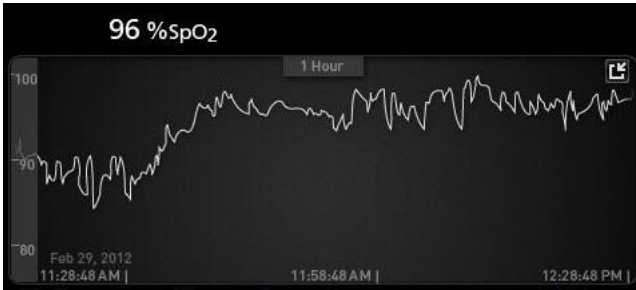 96 %SpO2
1 Hour
100
90
80
Feb 29, 2012
11:28:48 AM | 11:58:48 AM | 12:28:48 PM |